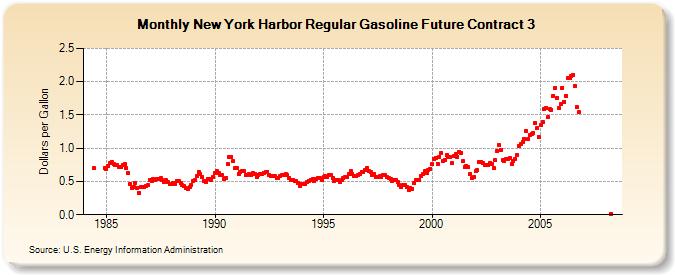 Monthly New York Harbor Regular Gasoline Future Contract 3
Dollars per Gallon
2.5
2.0
1.5
1.0
0.5
0.0
1985 1990 1995 2000 2005
Source: U.S. Energy Information Administration